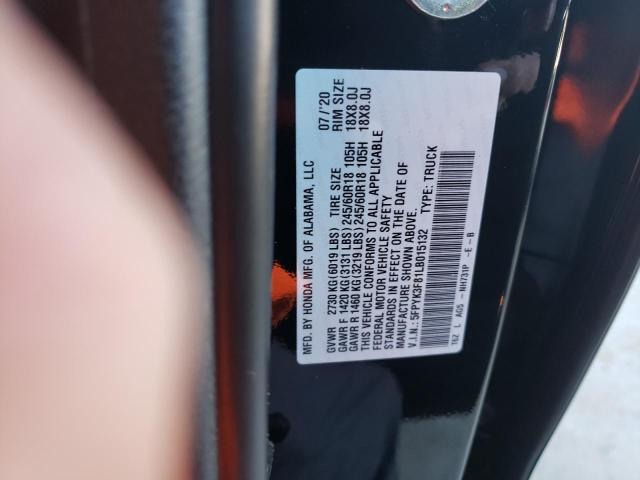 MFD. BY HONDA MFG. OF ALABAMA, LLC 07/'20
GVWR 2730 KG(6019 LBS) TIRE SIZE RIM SIZE
GAWR F 1420 KG(3131 LBS) 245/60R18 105H 18X8.0J
GAWR R 1460 KG(3219 LBS) 245/60R18 105H 18X8.0J
THIS VEHICLE CONFORMS TO ALL APPLICABLE
FEDERAL MOTOR VEHICLE SAFETY
STANDARDS IN EFFECT ON THE DATE OF
MANUFACTURE SHOWN ABOVE.
V.I.N.: 5FPYK3F81LB015132 TYPE: TRUCK
T6Z L A05 - NH731P -E -B